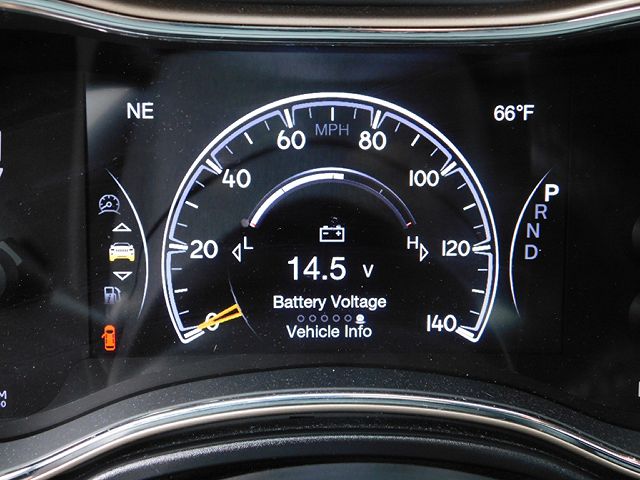 NE
66°F
MPH
0
20
40
60
80
100
120
140
L
H
14.5 V
Battery Voltage
Vehicle Info
P
R
N
D